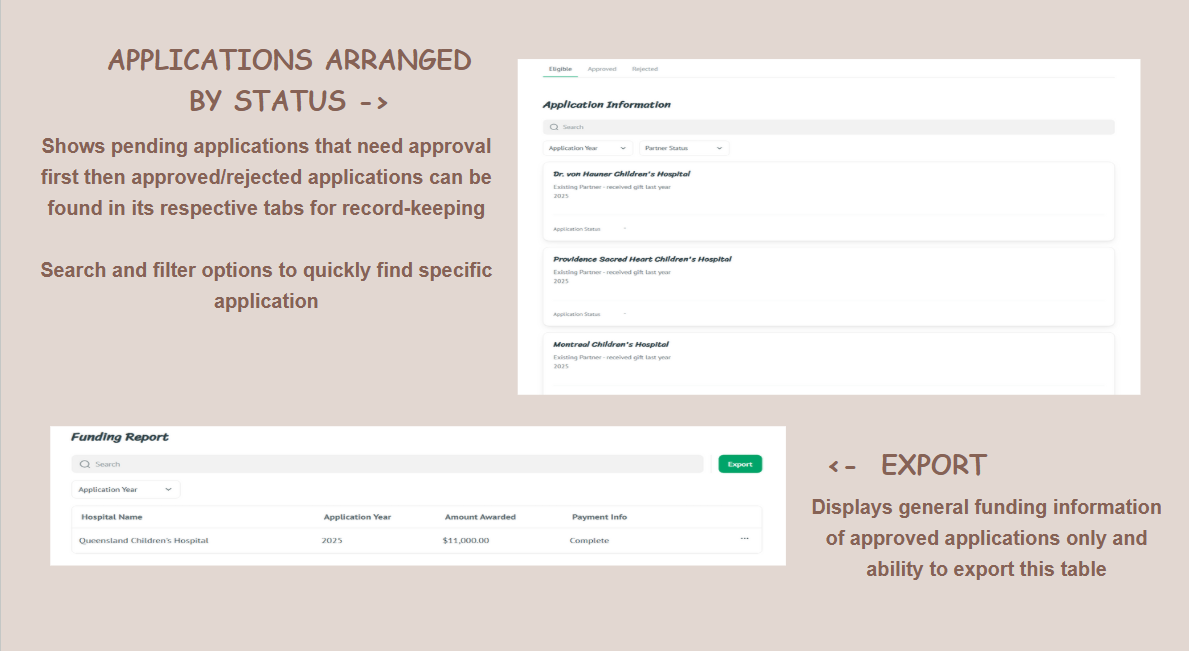 APPLICATIONS ARRANGED
BY STATUS ->
Shows pending applications that need approval
first then approved/rejected applications can be
found in its respective tabs for record-keeping
Search and filter options to quickly find specific
application
Eligible Approved Rejected
Application Information
Search
Application Year Partner Status
Dr. von Hauner Children's Hospital
Existing Partner - received gift last year
2025
Application Status -
Providence Sacred Heart Children's Hospital
Existing Partner - received gift last year
2025
Application Status -
Montreal Children's Hospital
Existing Partner - received gift last year
2025
Funding Report
Search Export
Application Year
Hospital Name Application Year Amount Awarded Payment Info
Queensland Children's Hospital 2025 $11,000.00 Complete ...
<- EXPORT
Displays general funding information
of approved applications only and
ability to export this table